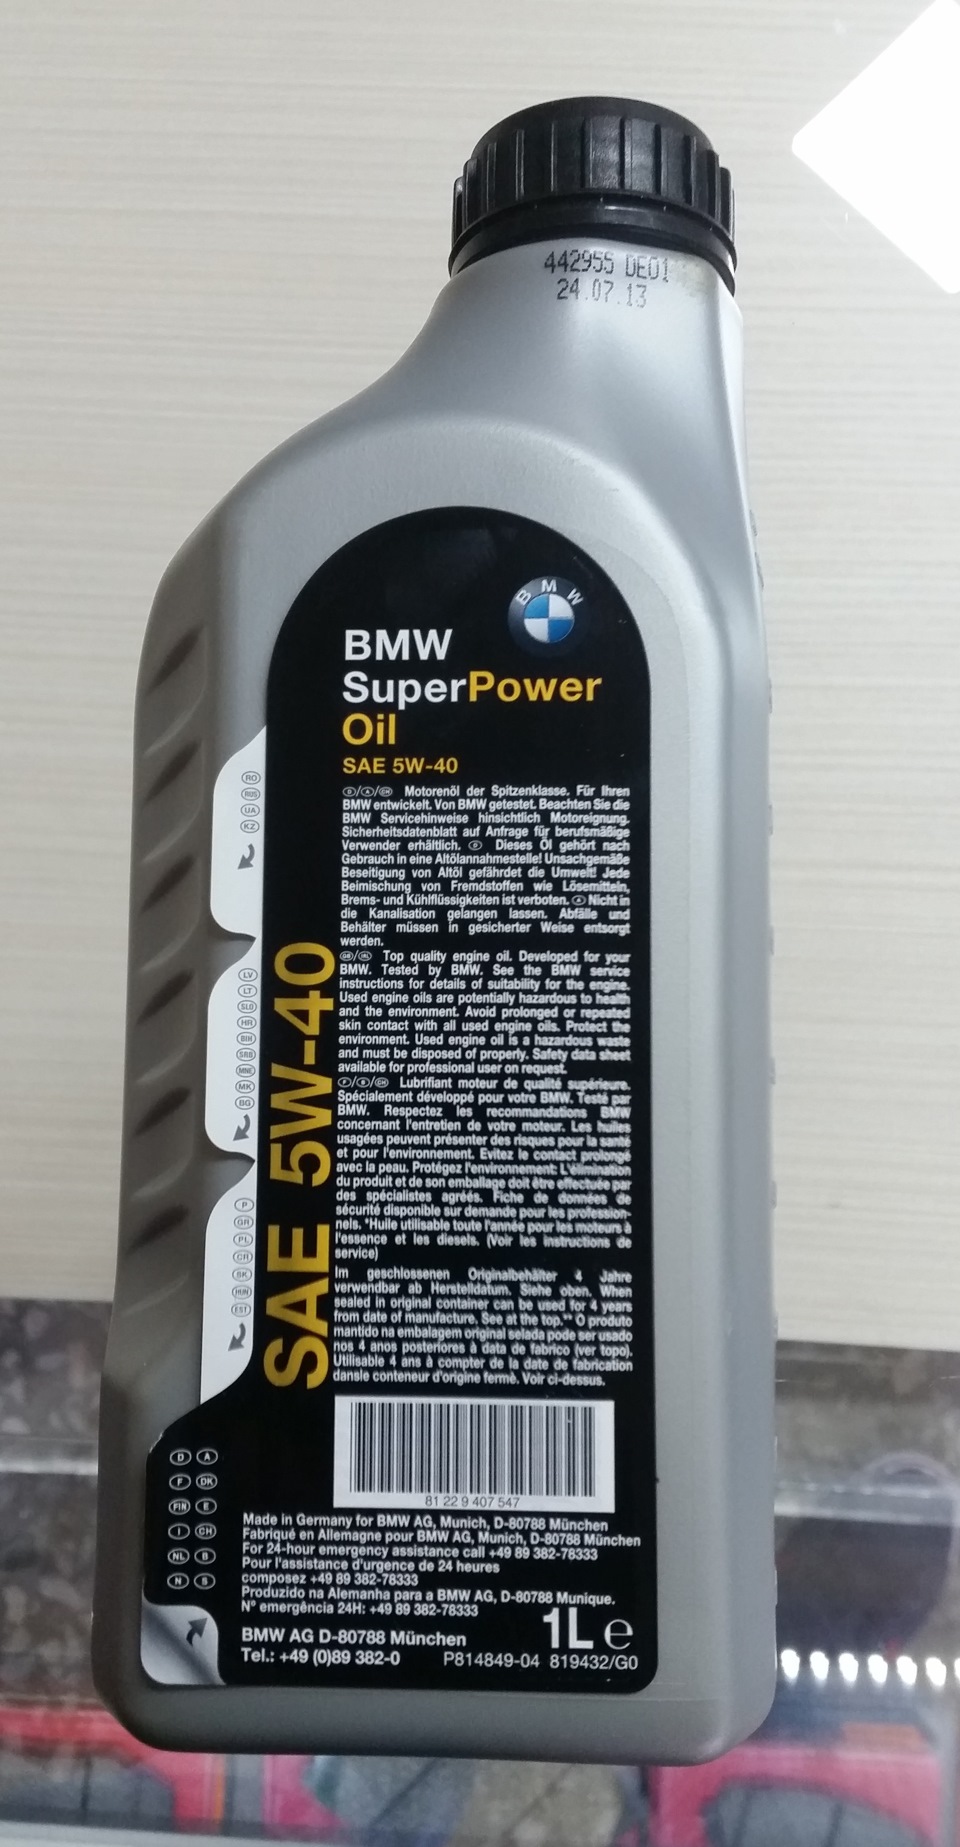 442955 DE01
24.07.13
BMW
BMW
SuperPower
Oil
SAE 5W-40
D/A/CH Motorenöl der Spitzenklasse. Für Ihren
BMW entwickelt. Von BMW getestet. Beachten Sie die
BMW Servicehinweise hinsichtlich Motoreignung.
Sicherheitsdatenblatt auf Anfrage für berufsmäßige
Verwender erhältlich. D Dieses Öl gehört nach
Gebrauch in eine Altölannahmestelle! Unsachgemäße
Beseitigung von Altöl gefährdet die Umwelt! Jede
Beimischung von Fremdstoffen wie Lösemitteln,
Brems- und Kühlflüssigkeiten ist verboten. A Nicht in
die Kanalisation gelangen lassen. Abfälle und
Behälter müssen in gesicherter Weise entsorgt
werden.
GB/IRL Top quality engine oil. Developed for your
BMW. Tested by BMW. See the BMW service
instructions for details of suitability for the engine.
Used engine oils are potentially hazardous to health
and the environment. Avoid prolonged or repeated
skin contact with all used engine oils. Protect the
environment. Used engine oil is a hazardous waste
and must be disposed of properly. Safety data sheet
available for professional user on request.
F/B/CH Lubrifiant moteur de qualité supérieure.
Spécialement développé pour votre BMW. Testé par
BMW. Respectez les recommandations BMW
concernant l'entretien de votre moteur. Les huiles
usagées peuvent présenter des risques pour la santé
et pour l'environnement. Evitez le contact prolongé
avec la peau. Protégez l'environnement: L'élimination
du produit et de son emballage doit être effectuée par
des spécialistes agréés. Fiche de données de
sécurité disponible sur demande pour les profession-
nels. *Huile utilisable toute l'année pour les moteurs à
l'essence et les diesels. (Voir les instructions de
service)
Im geschlossenen Originalbehälter 4 Jahre
verwendbar ab Herstelldatum. Siehe oben. When
sealed in original container can be used for 4 years
from date of manufacture. See at the top.** O produto
mantido na embalagem original selada pode ser usado
nos 4 anos posteriores à data de fabrico (ver topo).
Utilisable 4 ans à compter de la date de fabrication
dansle conteneur d'origine fermé. Voir ci-dessus.
SAE 5W-40
RO
RUS
UA
KZ
LV
LT
SLO
HR
BIH
SRB
MNE
MK
BG
P
GR
PL
CR
SK
HUN
EST
81 22 9 407 547
D A
F DK
FIN E
I CH
NL B
N S
Made in Germany for BMW AG, Munich, D-80788 München
Fabriqué en Allemagne pour BMW AG, Munich, D-80788 München
For 24-hour emergency assistance call +49 89 382-78333
Pour l'assistance d'urgence de 24 heures
composez +49 89 382-78333
Produzido na Alemanha para a BMW AG, D-80788 Munique.
N° emergência 24H: +49 89 382-78333
1L e
BMW AG D-80788 München
Tel.: +49 (0)89 382-0 P814849-04 819432/G0